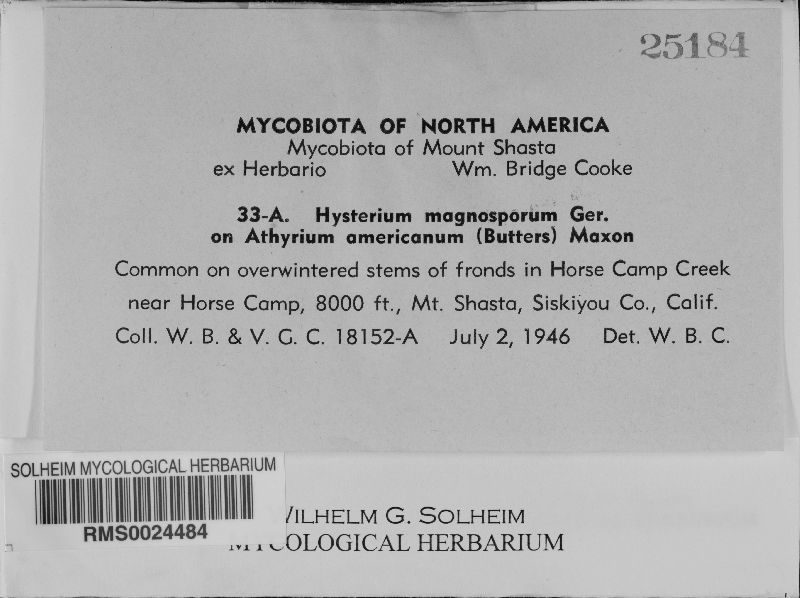 25184
MYCOBIOTA OF NORTH AMERICA
Mycobiota of Mount Shasta
ex Herbario Wm. Bridge Cooke
33-A. Hysterium magnosporum Ger.
on Athyrium americanum (Butters) Maxon
Common on overwintered stems of fronds in Horse Camp Creek
near Horse Camp, 8000 ft., Mt. Shasta, Siskiyou Co., Calif.
Coll. W. B. & V. G. C. 18152-A July 2, 1946 Det. W. B. C.
SOLHEIM MYCOLOGICAL HERBARIUM
RMS0024484
WILHELM G. SOLHEIM
MYCOLOGICAL HERBARIUM